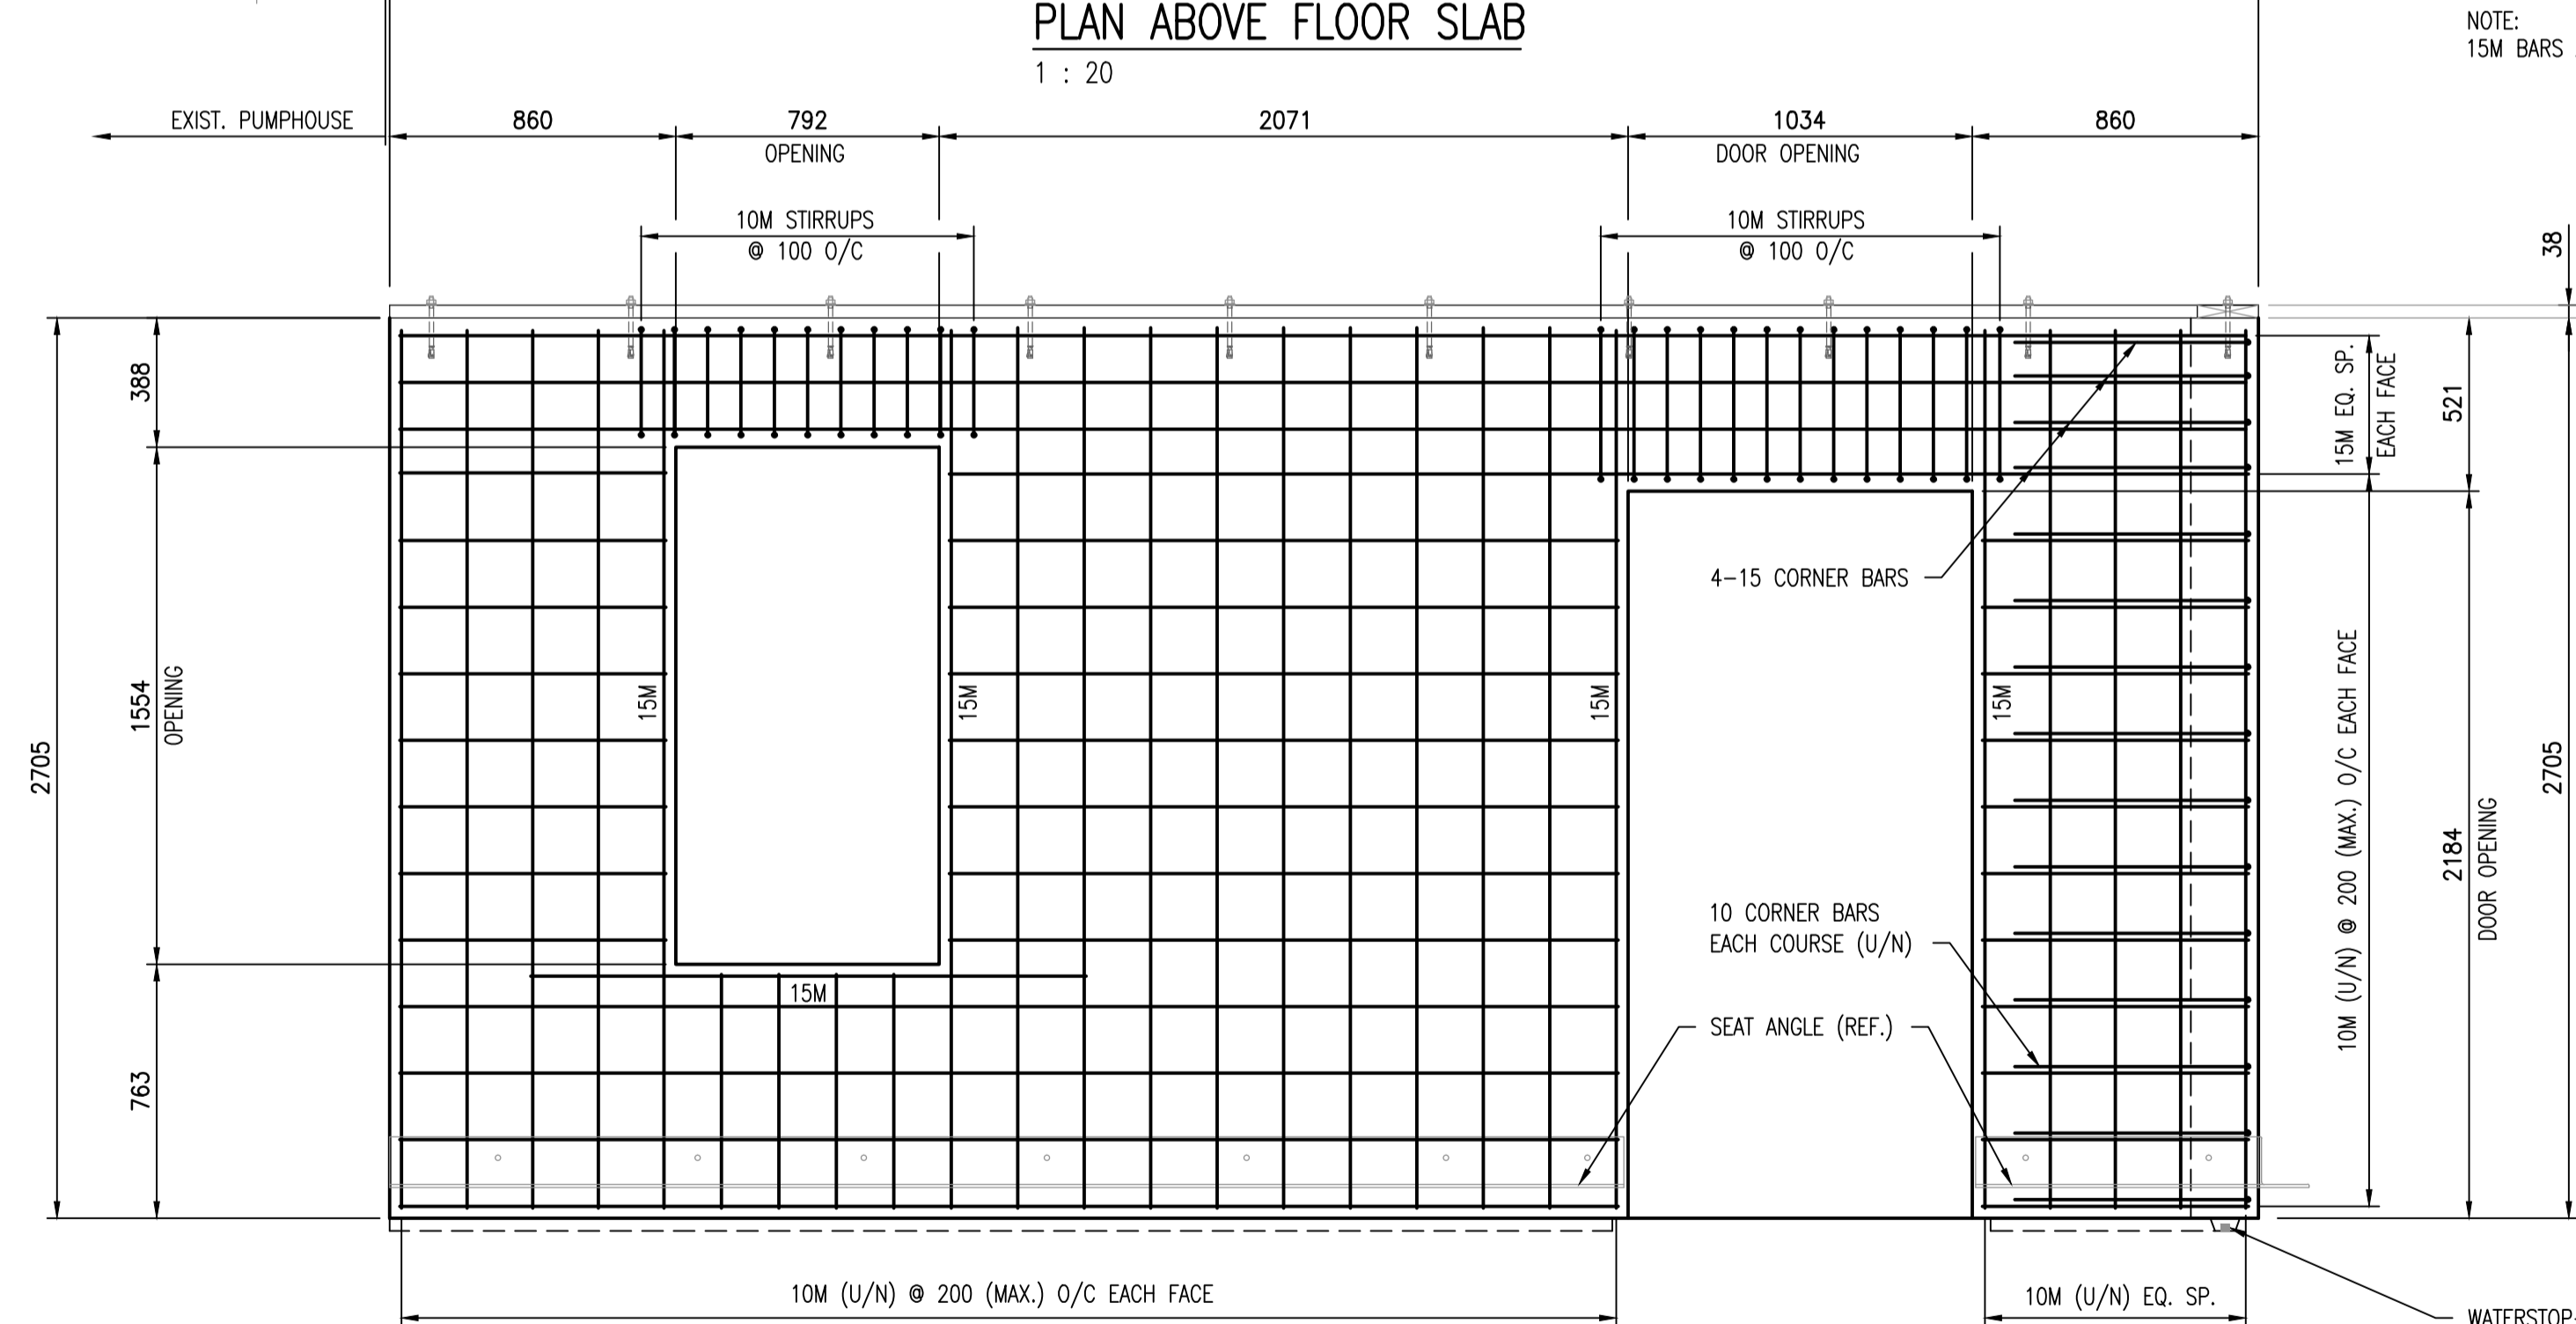 PLAN ABOVE FLOOR SLAB
1 : 20
NOTE:
15M BARS
EXIST. PUMPHOUSE
860
792
OPENING
2071
1034
DOOR OPENING
860
10M STIRRUPS
@ 100 O/C
10M STIRRUPS
@ 100 O/C
38
388
1554
OPENING
763
2705
15M
15M
15M
15M
15M
4-15 CORNER BARS
10 CORNER BARS
EACH COURSE (U/N)
SEAT ANGLE (REF.)
15M EQ. SP.
EACH FACE
10M (U/N) @ 200 (MAX.) O/C EACH FACE
521
2184
DOOR OPENING
2705
10M (U/N) @ 200 (MAX.) O/C EACH FACE
10M (U/N) EQ. SP.
WATERSTOP